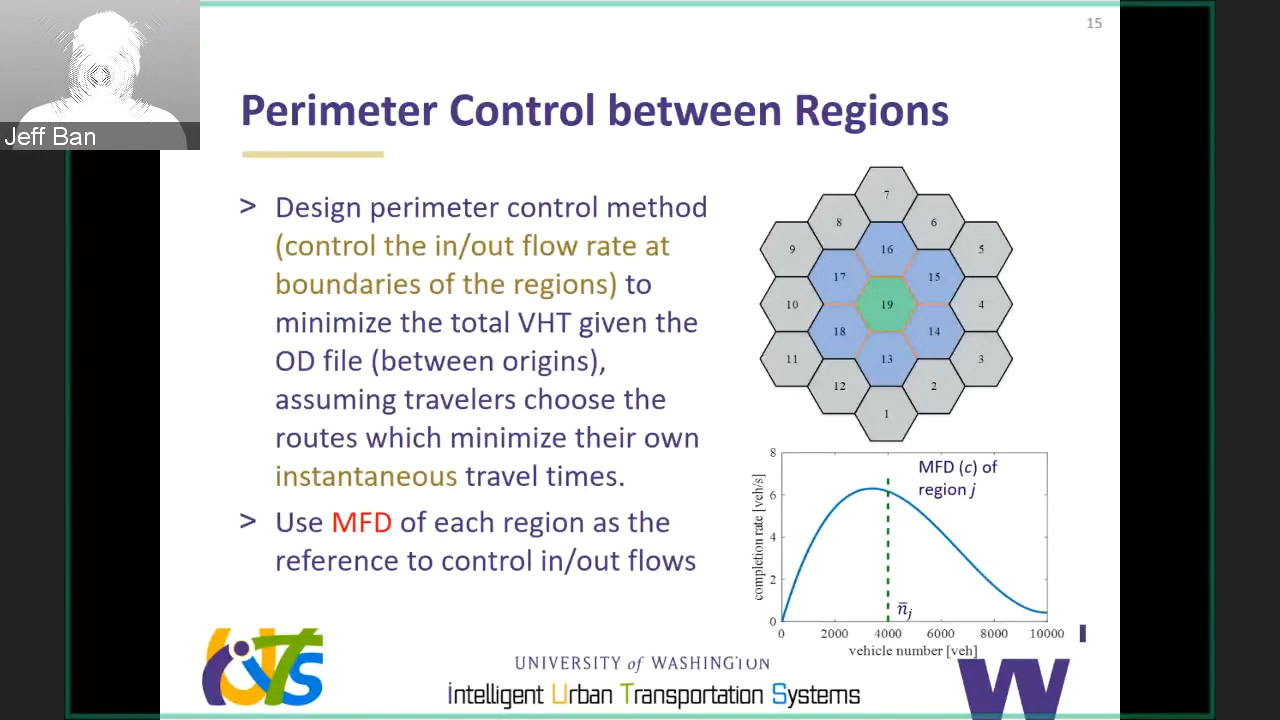 15
Jeff Ban
Perimeter Control between Regions
> Design perimeter control method
(control the in/out flow rate at
boundaries of the regions) to
minimize the total VHT given the
OD file (between origins),
assuming travelers choose the
routes which minimize their own
instantaneous travel times.
> Use MFD of each region as the
reference to control in/out flows
7
8
6
9
16
5
17
15
10
19
4
18
14
11
13
3
12
2
1
MFD (c) of
region j
completion rate [veh/s]
8
6
4
2
0
n̅j
0 2000 4000 6000 8000 10000
vehicle number [veh]
UNIVERSITY of WASHINGTON
intelligent Urban Transportation Systems
iUTS
W